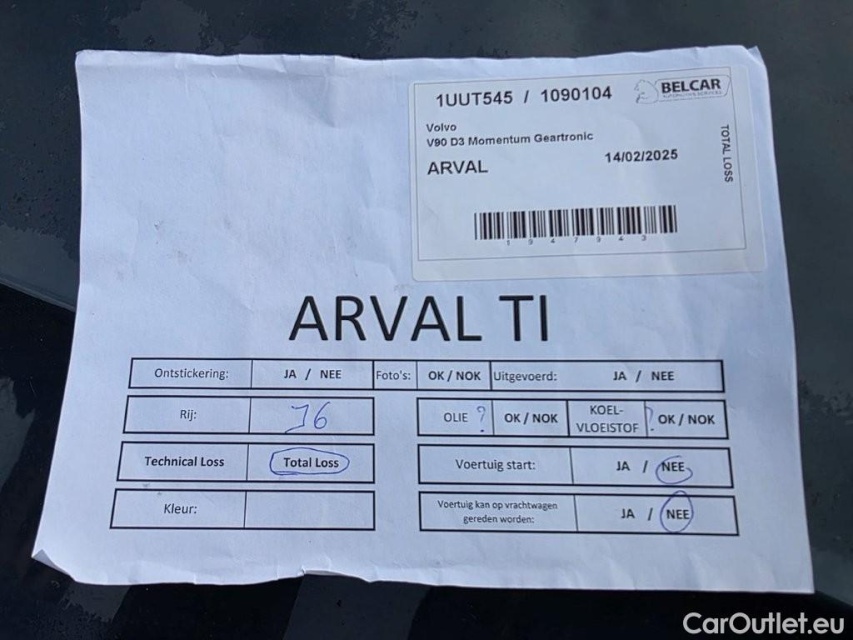 1UUT545 / 1090104
BELCAR
Volvo
V90 D3 Momentum Geartronic
ARVAL
14/02/2025
TOTAL LOSS
1947943
ARVAL TI
Ontstickering: JA / NEE Foto's: OK / NOK Uitgevoerd: JA / NEE
Rij: J6
OLIE ? OK / NOK KOEL-VLOEISTOF ? OK / NOK
Technical Loss Total Loss
Voertuig start: JA / NEE
Kleur:
Voertuig kan op vrachtwagen
gereden worden: JA / NEE
CarOutlet.eu